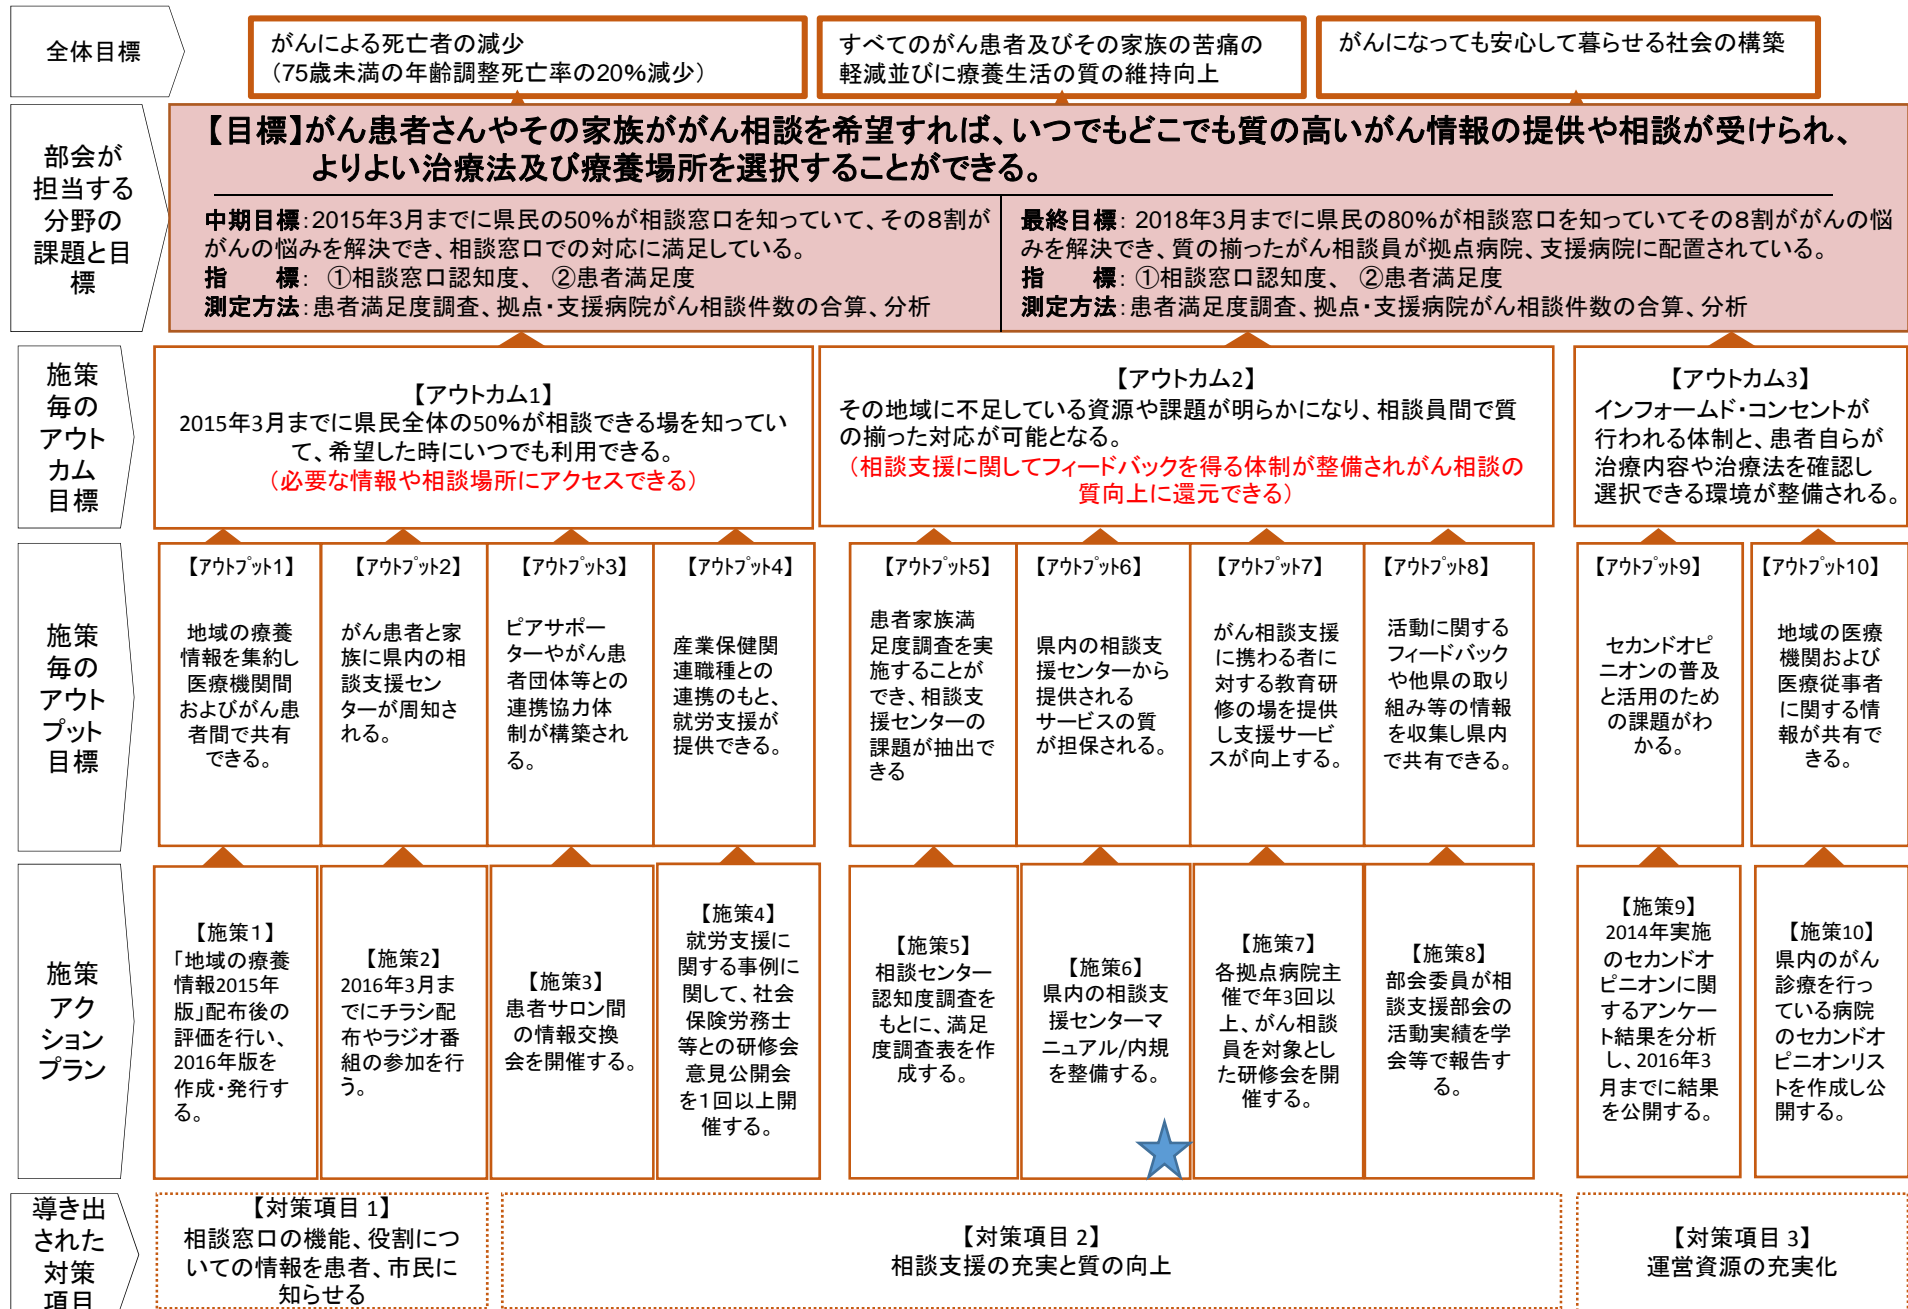 全体目標
がんによる死亡者の減少
（75歳未満の年齢調整死亡率の20％減少）
すべてのがん患者及びその家族の苦痛の
軽減並びに療養生活の質の維持向上
がんになっても安心して暮らせる社会の構築
部会が
担当する
分野の
課題と目
標
【目標】がん患者さんやその家族ががん相談を希望すれば、いつでもどこでも質の高いがん情報の提供や相談が受けられ、
よりよい治療法及び療養場所を選択することができる。
中期目標：2015年3月までに県民の50%が相談窓口を知っていて、その8割が
がんの悩みを解決でき、相談窓口での対応に満足している。
指　　標： ①相談窓口認知度、 ②患者満足度
測定方法：患者満足度調査、拠点・支援病院がん相談件数の合算、分析
最終目標： 2018年3月までに県民の80%が相談窓口を知っていてその8割ががんの悩
みを解決でき、質の揃ったがん相談員が拠点病院、支援病院に配置されている。
指　　標：①相談窓口認知度、 ②患者満足度
測定方法：患者満足度調査、拠点・支援病院がん相談件数の合算、分析
施策
毎の
アウト
カム
目標
【アウトカム1】
2015年3月までに県民全体の50%が相談できる場を知ってい
て、希望した時にいつでも利用できる。
（必要な情報や相談場所にアクセスできる）
【アウトカム2】
その地域に不足している資源や課題が明らかになり、相談員間で質
の揃った対応が可能となる。
（相談支援に関してフィードバックを得る体制が整備されがん相談の
質向上に還元できる）
【アウトカム3】
インフォームド・コンセントが
行われる体制と、患者自らが
治療内容や治療法を確認し
選択できる環境が整備される。
施策
毎の
アウト
プット
目標
【ｱｳﾄﾌﾟｯﾄ1】
地域の療養
情報を集約し
医療機関間
およびがん患
者間で共有
できる。
【ｱｳﾄﾌﾟｯﾄ2】
がん患者と家
族に県内の相
談支援セン
ターが周知さ
れる。
【ｱｳﾄﾌﾟｯﾄ3】
ピアサポー
ターやがん患
者団体等との
連携協力体
制が構築され
る。
【ｱｳﾄﾌﾟｯﾄ4】
産業保健関
連職種との
連携のもと、
就労支援が
提供できる。
【ｱｳﾄﾌﾟｯﾄ5】
患者家族満
足度調査を実
施することが
でき、相談支
援センターの
課題が抽出で
きる
【ｱｳﾄﾌﾟｯﾄ6】
県内の相談支
援センターから
提供される
サービスの質
が担保される。
【ｱｳﾄﾌﾟｯﾄ7】
がん相談支援
に携わる者に
対する教育研
修の場を提供
し支援サービ
スが向上する。
【ｱｳﾄﾌﾟｯﾄ8】
活動に関する
フィードバック
や他県の取り
組み等の情報
を収集し県内
で共有できる。
【ｱｳﾄﾌﾟｯﾄ9】
セカンドオピ
ニオンの普及
と活用のため
の課題がわ
かる。
【ｱｳﾄﾌﾟｯﾄ10】
地域の医療
機関および
医療従事者
に関する情
報が共有で
きる。
施策
アク
ション
プラン
【施策1】
「地域の療養
情報2015年
版」配布後の
評価を行い、
2016年版を
作成・発行す
る。
【施策2】
2016年3月ま
でにチラシ配
布やラジオ番
組の参加を行
う。
【施策3】
患者サロン間
の情報交換
会を開催する。
【施策4】
就労支援に
関する事例に
関して、社会
保険労務士
等との研修会
意見公開会
を1回以上開
催する。
【施策5】
相談センター
認知度調査を
もとに、満足
度調査表を作
成する。
【施策6】
県内の相談支
援センターマ
ニュアル/内規
を整備する。
【施策7】
各拠点病院主
催で年3回以
上、がん相談
員を対象とし
た研修会を開
催する。
【施策8】
部会委員が相
談支援部会の
活動実績を学
会等で報告す
る。
【施策9】
2014年実施
のセカンドオ
ピニオンに関
するアンケー
ト結果を分析
し、2016年3
月までに結果
を公開する。
【施策10】
県内のがん
診療を行っ
ている病院
のセカンドオ
ピニオンリス
トを作成し公
開する。
導き出
された
対策
項目
【対策項目 1】
相談窓口の機能、役割につ
いての情報を患者、市民に
知らせる
【対策項目 2】
相談支援の充実と質の向上
【対策項目 3】
運営資源の充実化